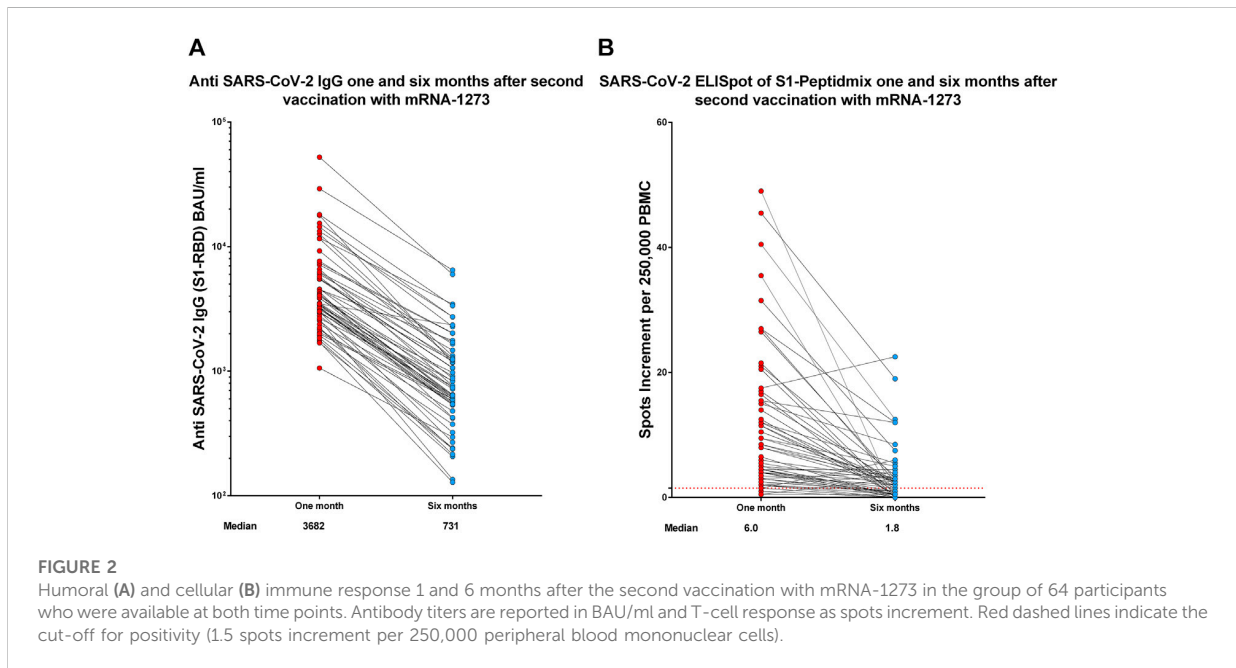 A
Anti SARS-CoV-2 IgG one and six months after second
vaccination with mRNA-1273
Anti SARS-CoV-2 IgG (S1-RBD) BAU/ml
10⁵
10⁴
10³
10²
One month
Six months
Median
3682
731
B
SARS-CoV-2 ELISpot of S1-Peptidmix one and six months after
second vaccination with mRNA-1273
Spots Increment per 250,000 PBMC
60
40
20
0
One month
Six months
Median
6.0
1.8
FIGURE 2
Humoral (A) and cellular (B) immune response 1 and 6 months after the second vaccination with mRNA-1273 in the group of 64 participants
who were available at both time points. Antibody titers are reported in BAU/ml and T-cell response as spots increment. Red dashed lines indicate the
cut-off for positivity (1.5 spots increment per 250,000 peripheral blood mononuclear cells).